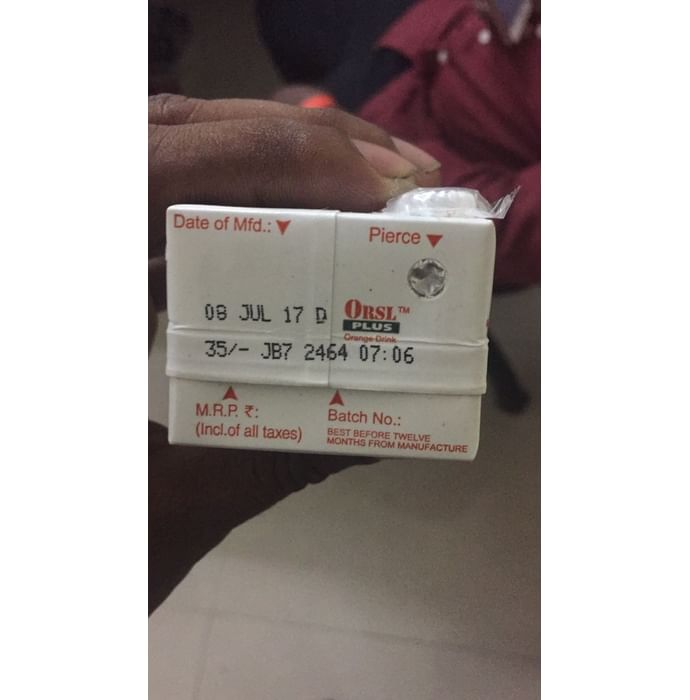 Date of Mfd.:
Pierce
08 JUL 17 D
ORSL™
PLUS
Orange Drink
35/- JB7 2464 07:06
M.R.P. ₹:
(Incl.of all taxes)
Batch No.:
BEST BEFORE TWELVE
MONTHS FROM MANUFACTURE